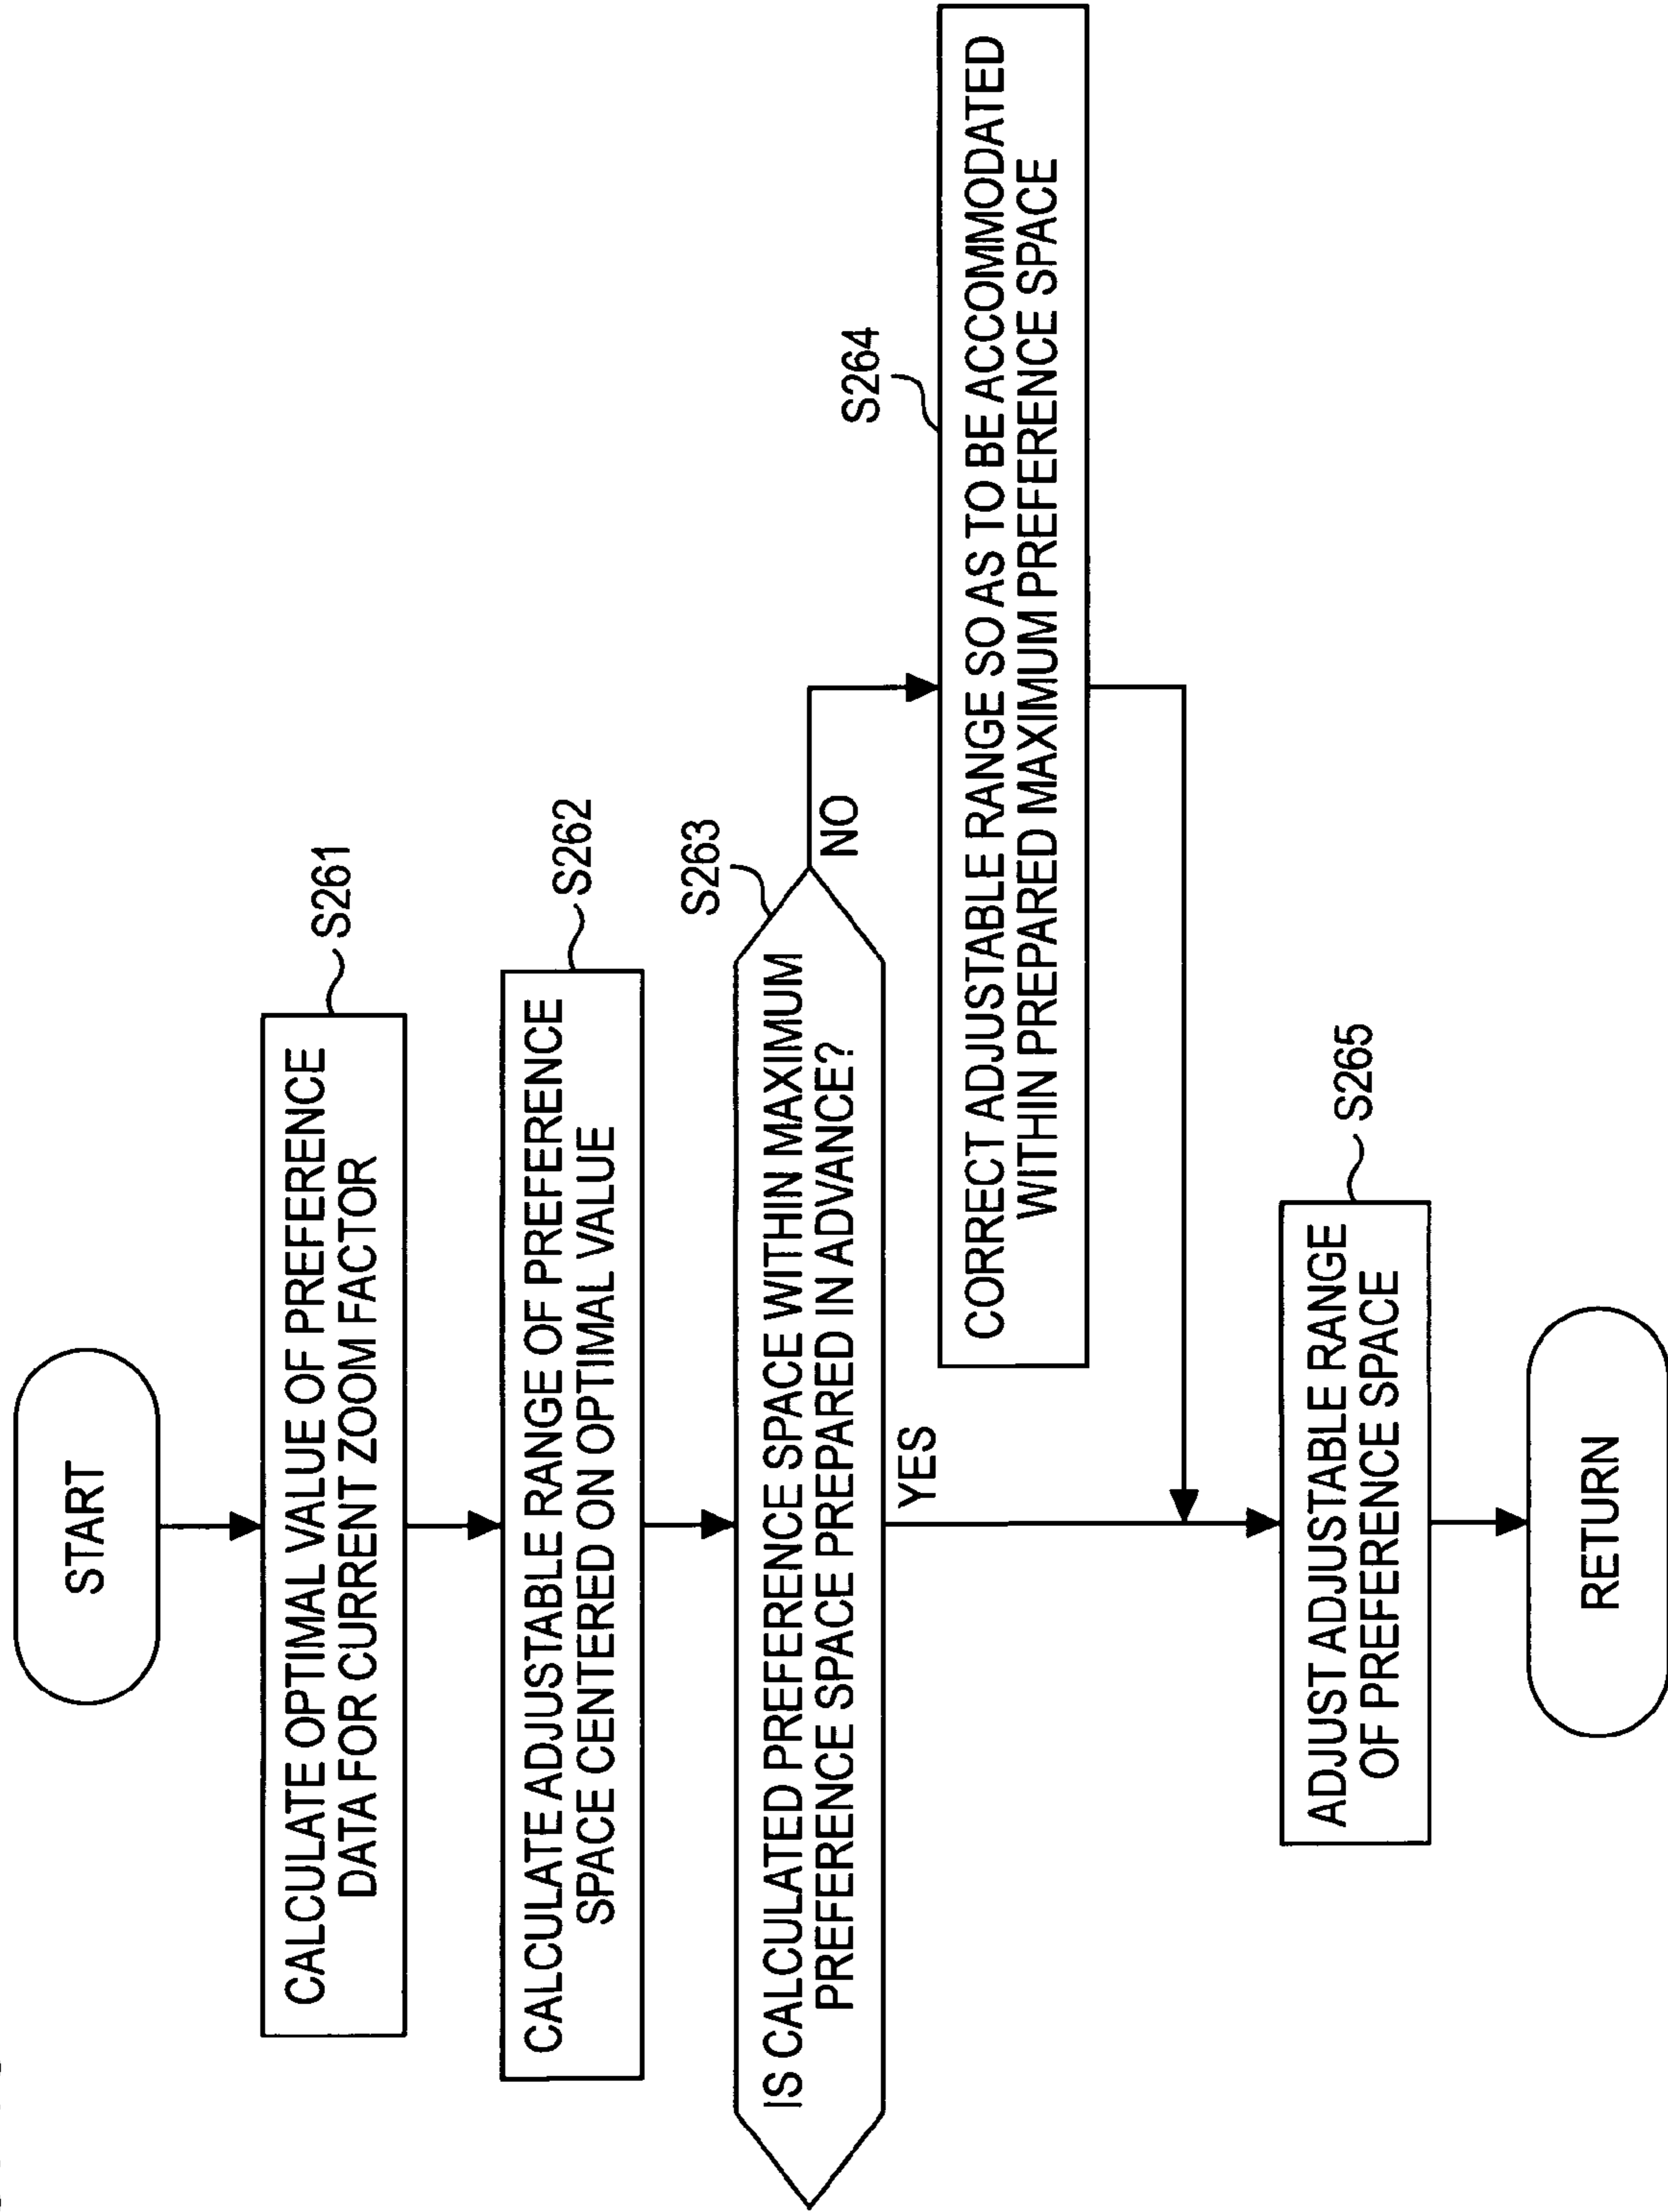 START
CALCULATE OPTIMAL VALUE OF PREFERENCE
DATA FOR CURRENT ZOOM FACTOR
S261
CALCULATE ADJUSTABLE RANGE OF PREFERENCE
SPACE CENTERED ON OPTIMAL VALUE
S262
IS CALCULATED PREFERENCE SPACE WITHIN MAXIMUM
PREFERENCE SPACE PREPARED IN ADVANCE?
S263
NO
YES
S264
CORRECT ADJUSTABLE RANGE SO AS TO BE ACCOMMODATED
WITHIN PREPARED MAXIMUM PREFERENCE SPACE
ADJUST ADJUSTABLE RANGE
OF PREFERENCE SPACE
S265
RETURN